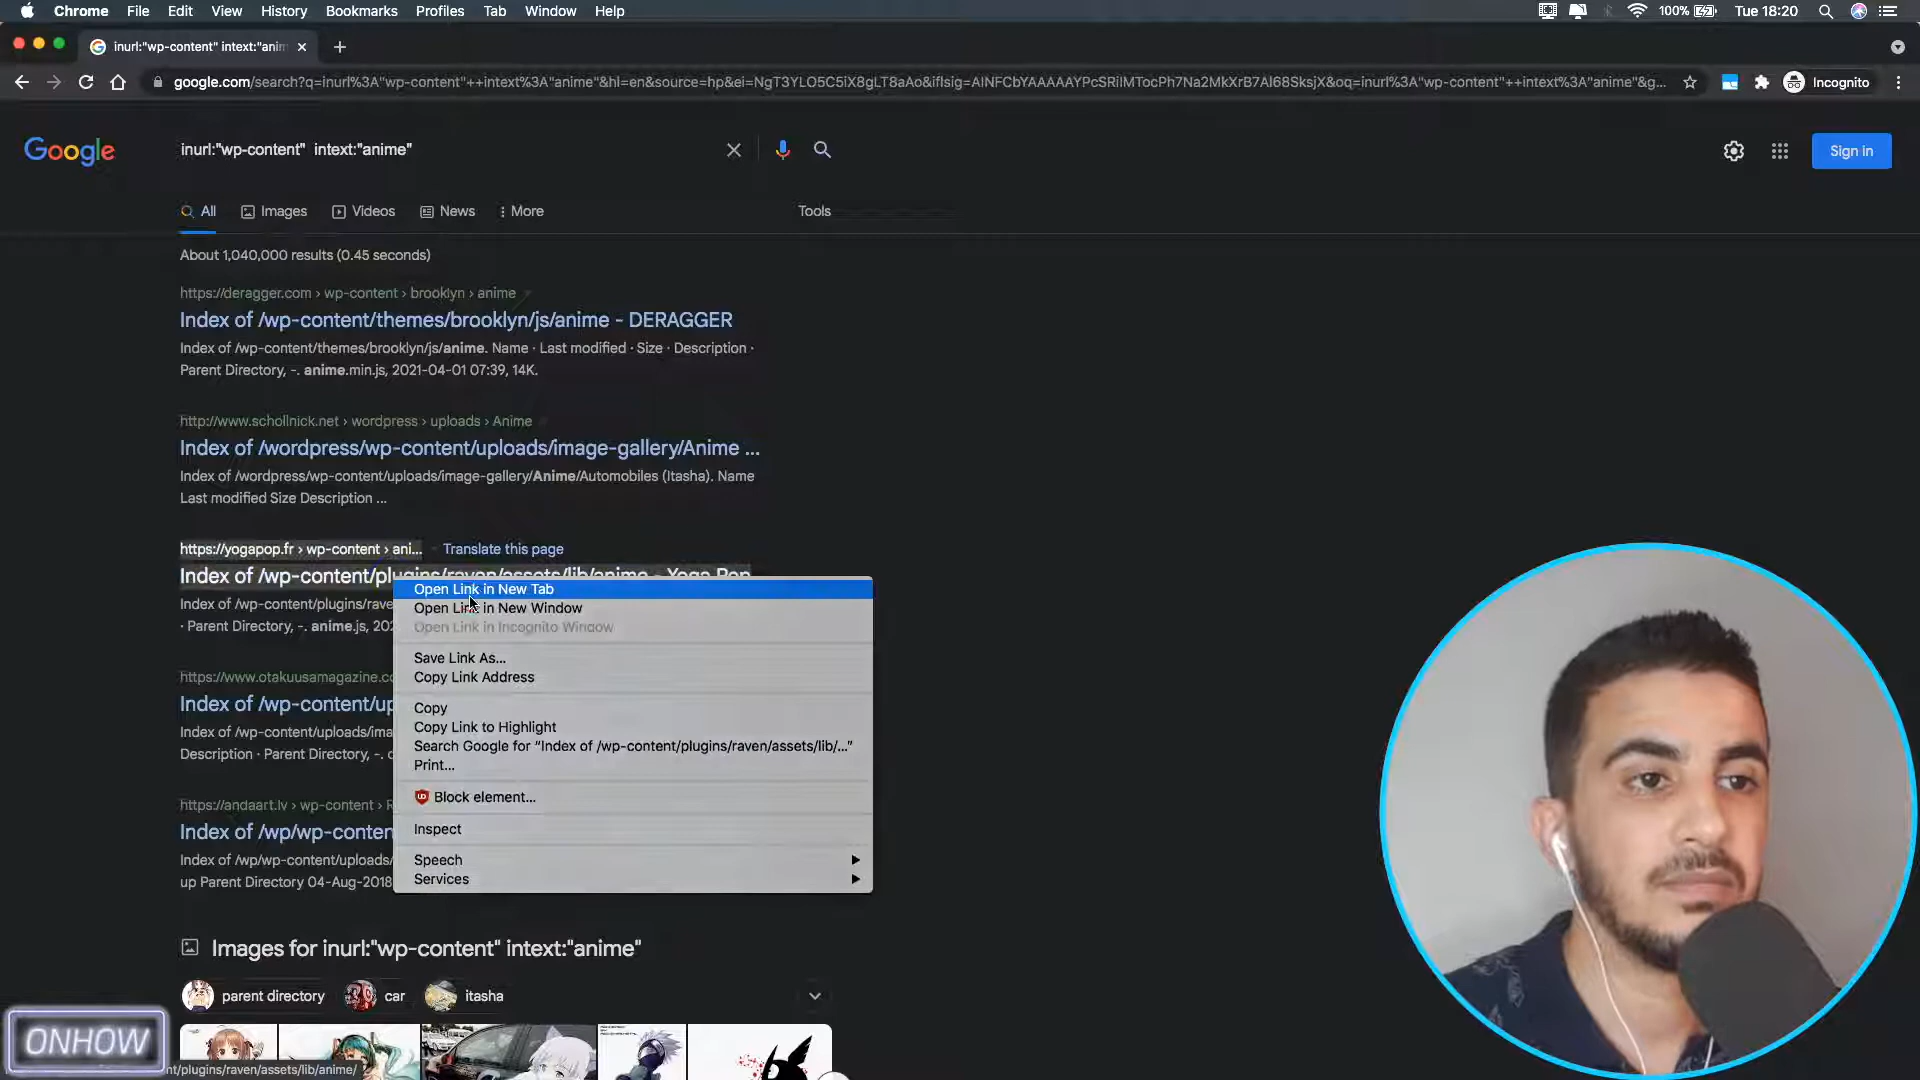 Chrome File Edit View History Bookmarks Profiles Tab Window Help 100% Tue 18:20
inurl:"wp-content" intext:"anim
google.com/search?q=inurl%3A"wp-content"++intext%3A"anime"&hl=en&source=hp&ei=NgT3YLO5C5iX8gLT8aAo&iflsig=AINFCbYAAAAAYPcSRilMTocPh7Na2MkXrB7Al68SksjX&oq=inurl%3A"wp-content"++intext%3A"anime"&g... Incognito
Google inurl:"wp-content" intext:"anime" Sign in
All Images Videos News More Tools
About 1,040,000 results (0.45 seconds)
https://deragger.com › wp-content › brooklyn › anime
Index of /wp-content/themes/brooklyn/js/anime - DERAGGER
Index of /wp-content/themes/brooklyn/js/anime. Name · Last modified · Size · Description ·
Parent Directory, -. anime.min.js, 2021-04-01 07:39, 14K.
http://www.schollnick.net › wordpress › uploads › Anime
Index of /wordpress/wp-content/uploads/image-gallery/Anime ...
Index of /wordpress/wp-content/uploads/image-gallery/Anime/Automobiles (Itasha). Name
Last modified Size Description ...
https://yogapop.fr › wp-content › ani... Translate this page
Index of /wp-content/plugins/raven/assets/lib/anime - Yoga Pop
Index of /wp-content/plugins/rave
· Parent Directory, -. anime.js, 202
https://www.otakuusamagazine.co
Index of /wp-content/up
Index of /wp-content/uploads/ima
Description · Parent Directory, -.
https://andaart.lv › wp-content ›
Index of /wp/wp-conten
Index of /wp/wp-content/uploads/
up Parent Directory 04-Aug-2018
Open Link in New Tab
Open Link in New Window
Open Link in Incognito Window
Save Link As...
Copy Link Address
Copy
Copy Link to Highlight
Search Google for “Index of /wp-content/plugins/raven/assets/lib/...”
Print...
Block element...
Inspect
Speech
Services
Images for inurl:"wp-content" intext:"anime"
parent directory car itasha
ONHOW
nt/plugins/raven/assets/lib/anime/